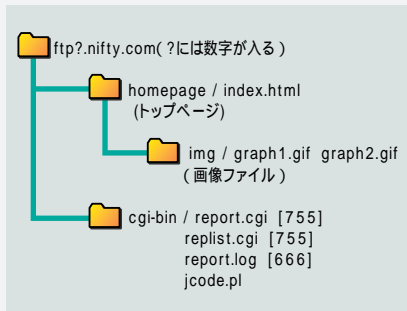 ftp?.nifty.com(?には数字が入る)
homepage / index.html
(トップページ)
img / graph1.gif graph2.gif
(画像ファイル)
cgi-bin / report.cgi [755]
replist.cgi [755]
report.log [666]
jcode.pl